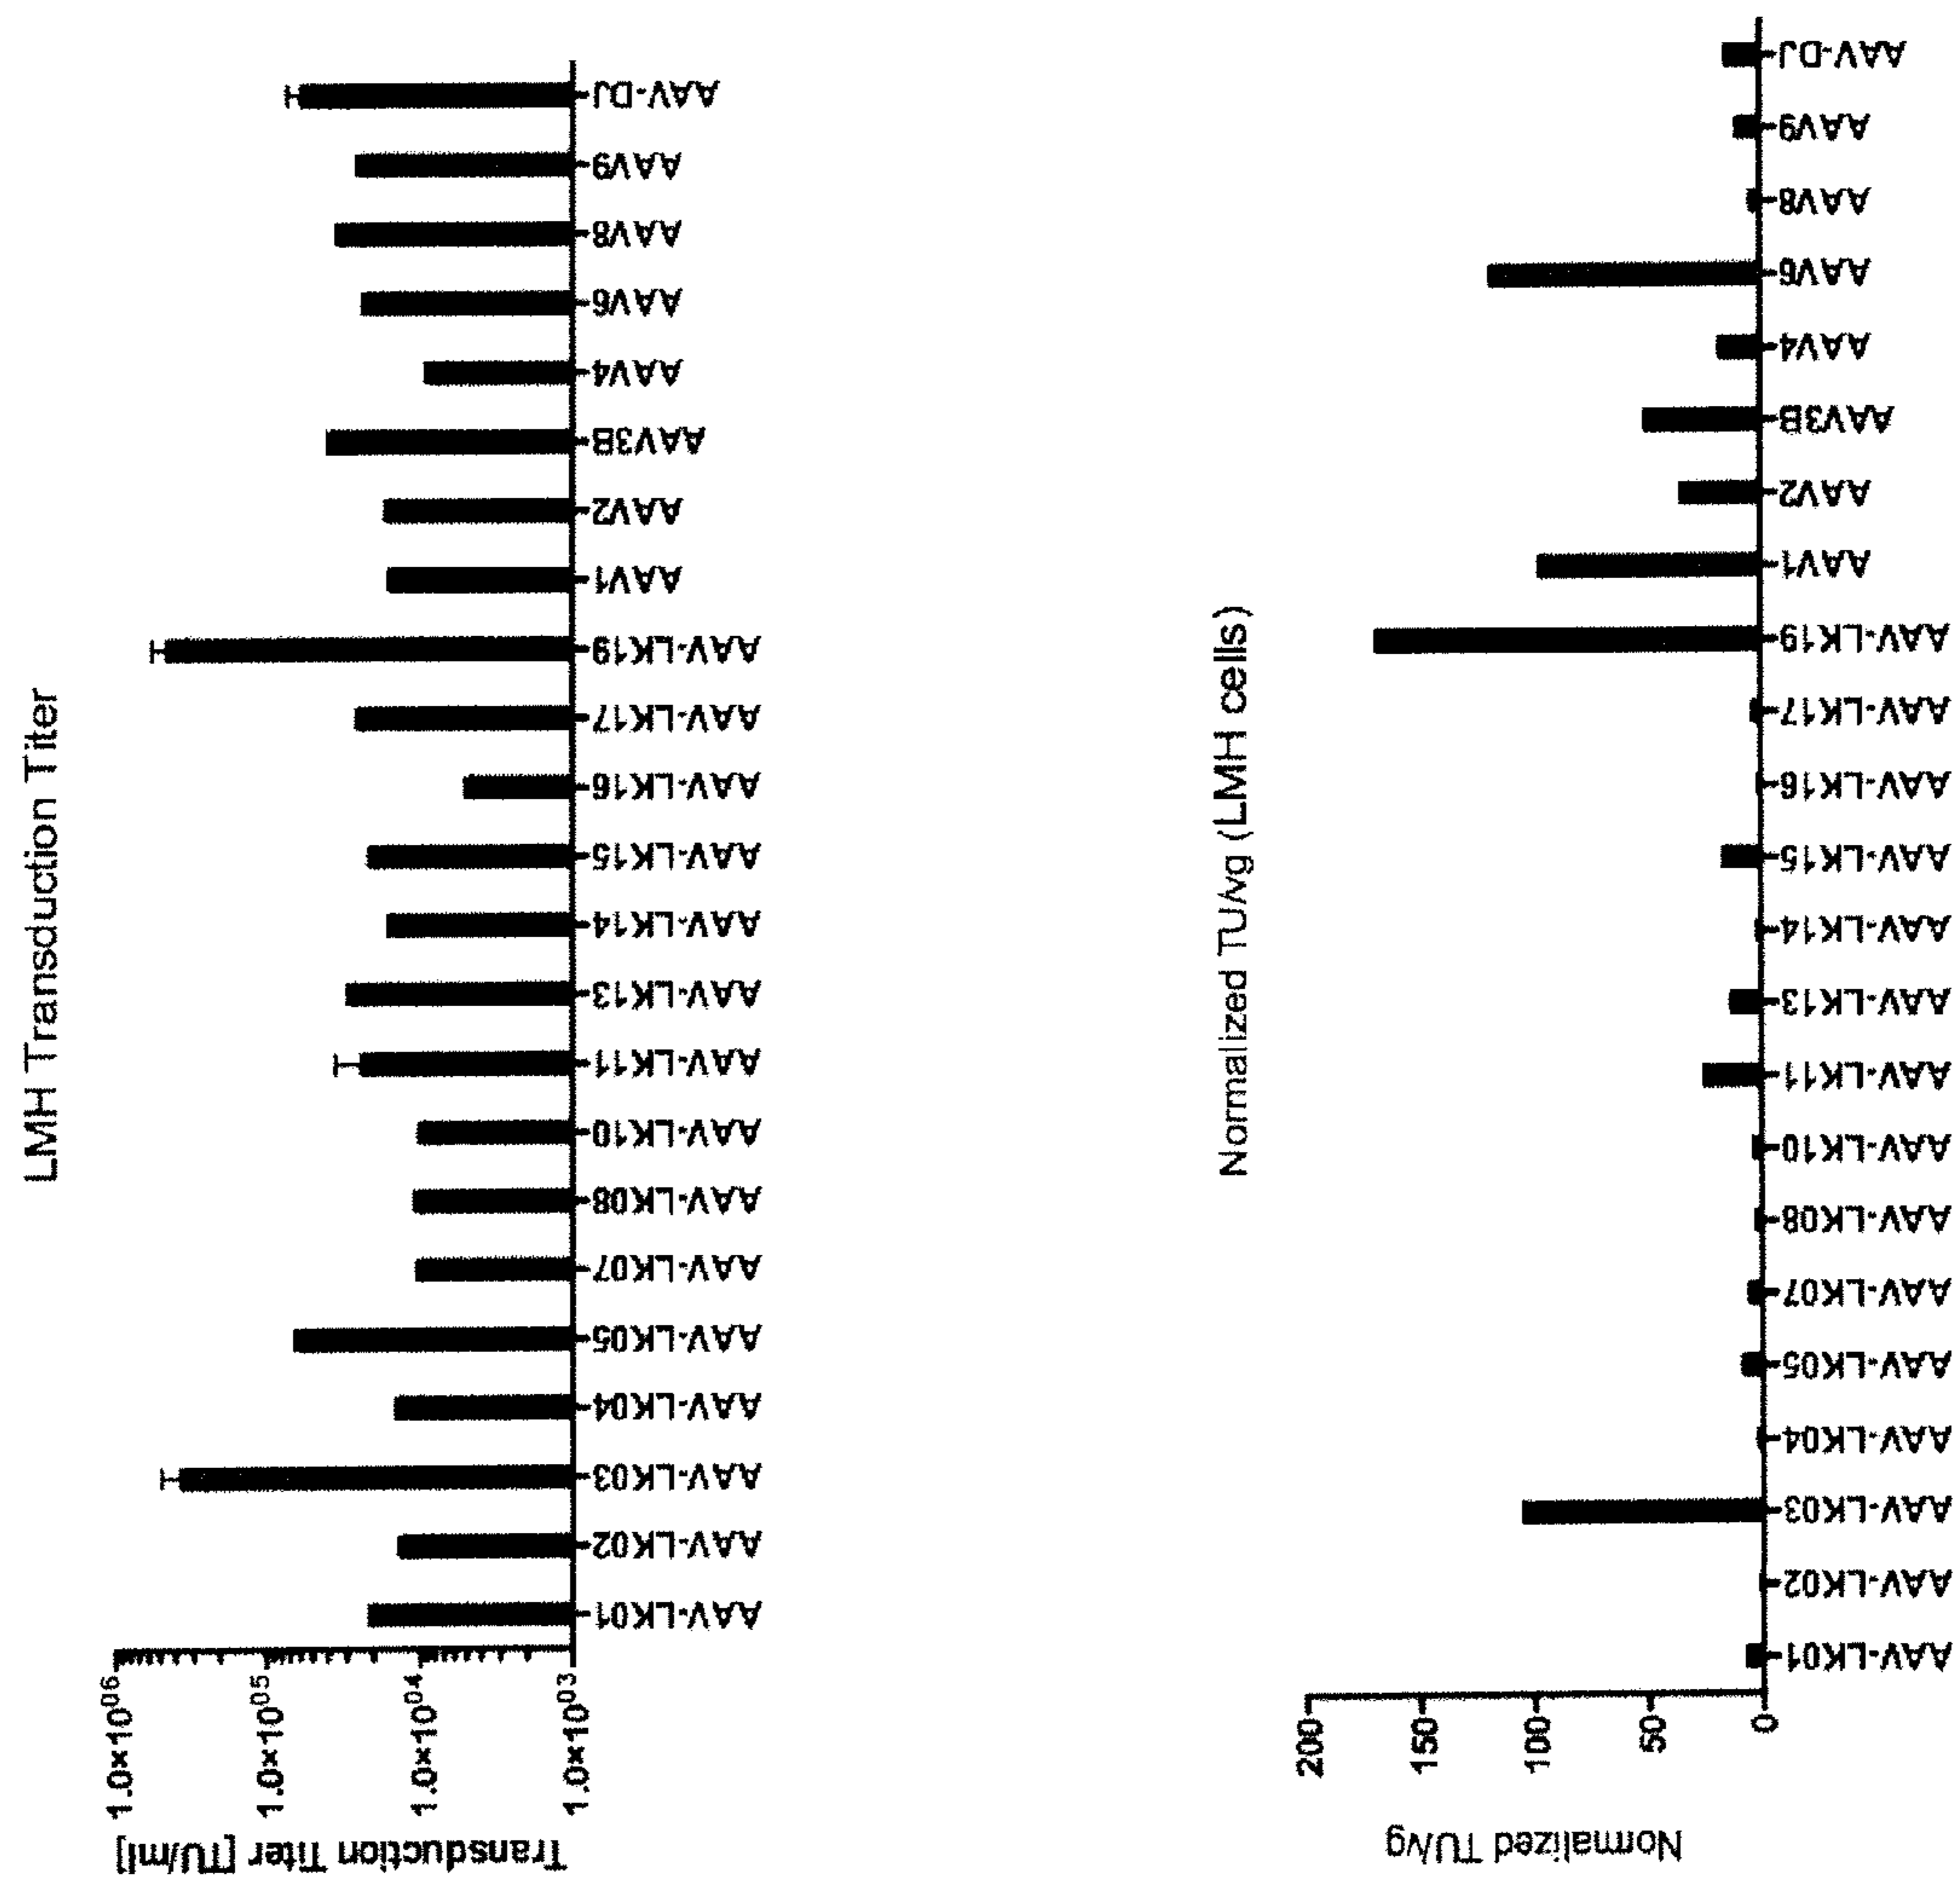 LMH Transduction Titer
Transduction Titer [TU/ml]
1.0×10^06
1.0×10^05
1.0×10^04
1.0×10^03
AAV-LK01
AAV-LK02
AAV-LK03
AAV-LK04
AAV-LK05
AAV-LK07
AAV-LK08
AAV-LK10
AAV-LK11
AAV-LK13
AAV-LK14
AAV-LK15
AAV-LK16
AAV-LK17
AAV-LK19
AAV1
AAV2
AAV3B
AAV4
AAV6
AAV8
AAV9
AAV-DJ
Normalized TU/vg (LMH cells)
Normalized TU/vg
200
150
100
50
0
AAV-LK01
AAV-LK02
AAV-LK03
AAV-LK04
AAV-LK05
AAV-LK07
AAV-LK08
AAV-LK10
AAV-LK11
AAV-LK13
AAV-LK14
AAV-LK15
AAV-LK16
AAV-LK17
AAV-LK19
AAV1
AAV2
AAV3B
AAV4
AAV6
AAV8
AAV9
AAV-DJ